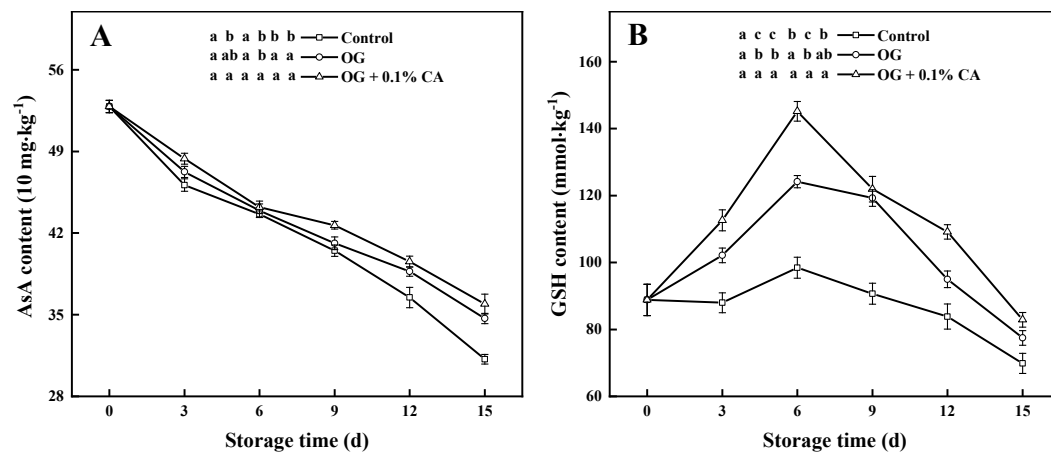 A
a b a b b b Control
a ab a b a a OG
a a a a a a OG + 0.1% CA
56
49
42
35
28
AsA content (10 mg·kg⁻¹)
0 3 6 9 12 15
Storage time (d)
B
a c c b c b Control
a b b a b ab OG
a a a a a a OG + 0.1% CA
160
140
120
100
80
60
GSH content (mmol·kg⁻¹)
0 3 6 9 12 15
Storage time (d)